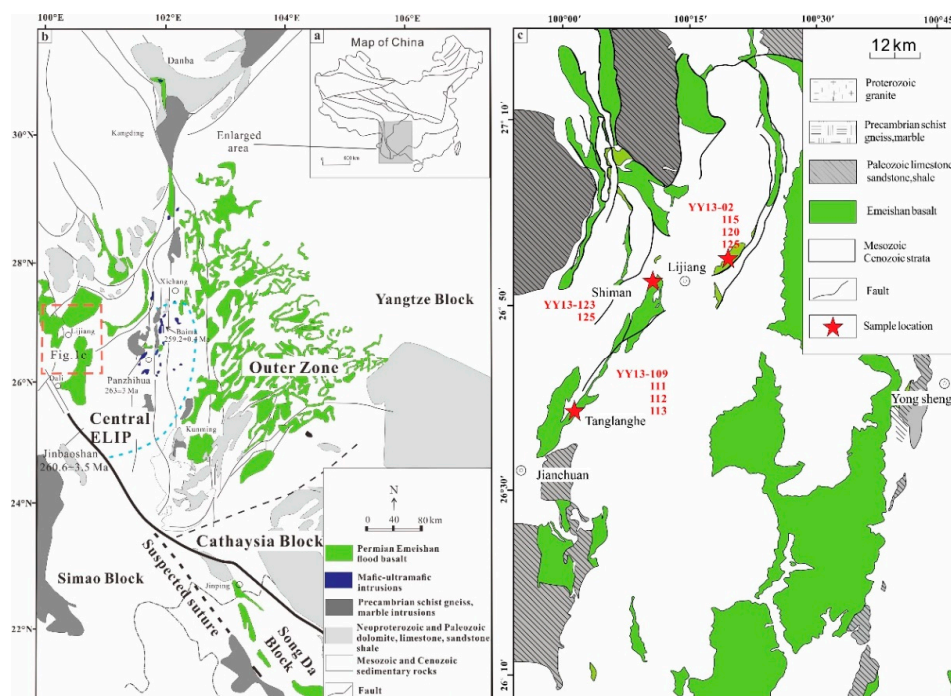 100°E
102°E
104°E
106°E
b
a
Map of China
Danba
Kangding
Enlarged
area
30°N
28°N
26°N
24°N
22°N
Xichang
Yangtze Block
Lijiang
Fig.1c
Baima
259.2±0.4 Ma
Outer Zone
Panzhihua
263±3 Ma
Dali
Central
ELIP
Kunming
Jinbaoshan
260.6±3.5 Ma
N
0 40 80 km
Cathaysia Block
Simao Block
Suspected suture
Jinping
Song Da
Block
Permian Emeishan
flood basalt
Mafic-ultramafic
intrusions
Precambrian schist gneiss,
marble intrusions
Neoproterozoic and Paleozoic
dolomite, limestone, sandstone
shale
Mesozoic and Cenozoic
sedimentary rocks
Fault
c
100°00'
100°15'
100°30'
100°45'
12 km
27° 10'
26° 50'
26°30'
26° 10'
Proterozoic
granite
Precambrian schist
gneiss,marble
Paleozoic limestone
sandstone,shale
Emeishan basalt
Mesozoic
Cenozoic strata
Fault
Sample location
YY13-02
115
120
125
Lijiang
Shiman
YY13-123
125
YY13-109
111
112
113
Tanglanghe
Yong sheng
Jianchuan